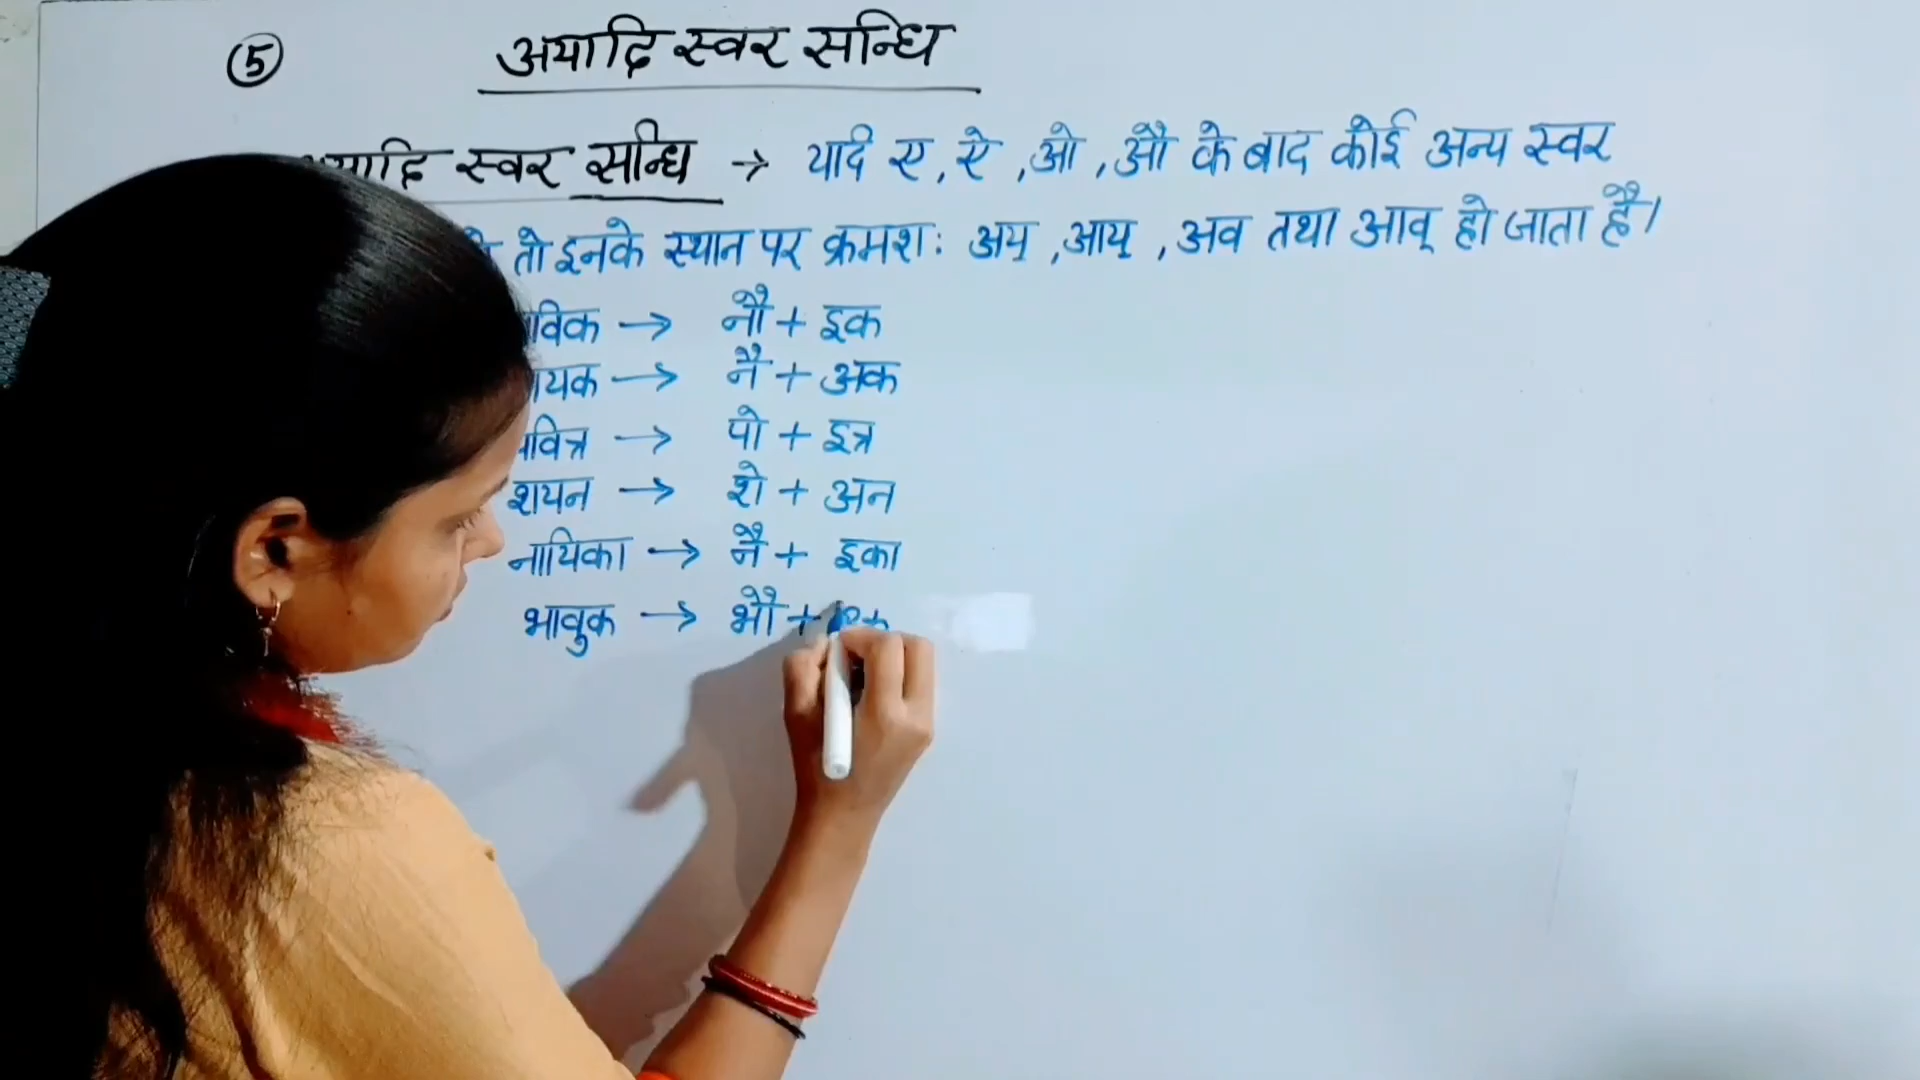 ⑤ अयादि स्वर सन्धि
स्वर सन्धि → यदि ए, ऐ, ओ, औ के बाद कोई अन्य स्वर
तो इनके स्थान पर क्रमशः अय्, आय्, अव तथा आव् हो जाता है।
→ नौ + इक
→ नै + अक
→ पो + इत्र
शयन → शे + अन
नायिका → नै + इका
भावुक → भौ +